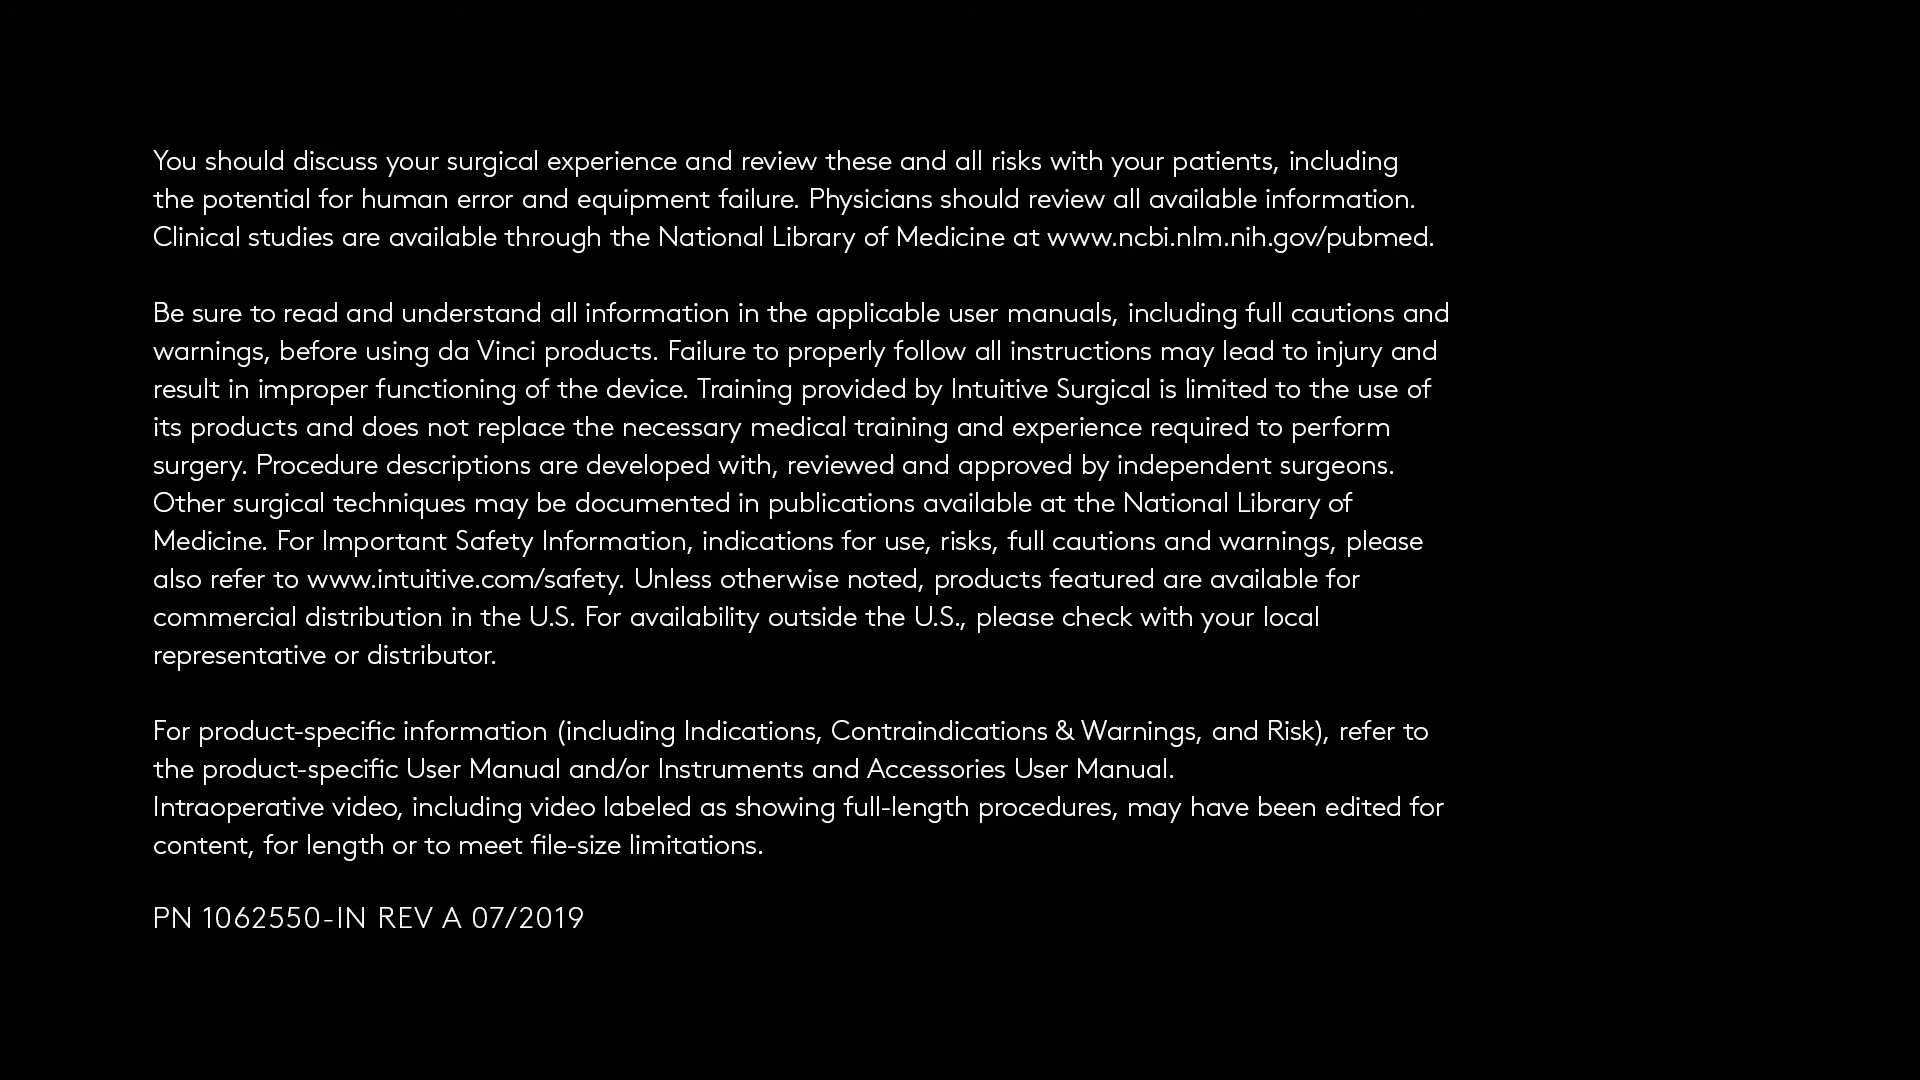 You should discuss your surgical experience and review these and all risks with your patients, including
the potential for human error and equipment failure. Physicians should review all available information.
Clinical studies are available through the National Library of Medicine at www.ncbi.nlm.nih.gov/pubmed.
Be sure to read and understand all information in the applicable user manuals, including full cautions and
warnings, before using da Vinci products. Failure to properly follow all instructions may lead to injury and
result in improper functioning of the device. Training provided by Intuitive Surgical is limited to the use of
its products and does not replace the necessary medical training and experience required to perform
surgery. Procedure descriptions are developed with, reviewed and approved by independent surgeons.
Other surgical techniques may be documented in publications available at the National Library of
Medicine. For Important Safety Information, indications for use, risks, full cautions and warnings, please
also refer to www.intuitive.com/safety. Unless otherwise noted, products featured are available for
commercial distribution in the U.S. For availability outside the U.S., please check with your local
representative or distributor.
For product-specific information (including Indications, Contraindications & Warnings, and Risk), refer to
the product-specific User Manual and/or Instruments and Accessories User Manual.
Intraoperative video, including video labeled as showing full-length procedures, may have been edited for
content, for length or to meet file-size limitations.
PN 1062550-IN REV A 07/2019